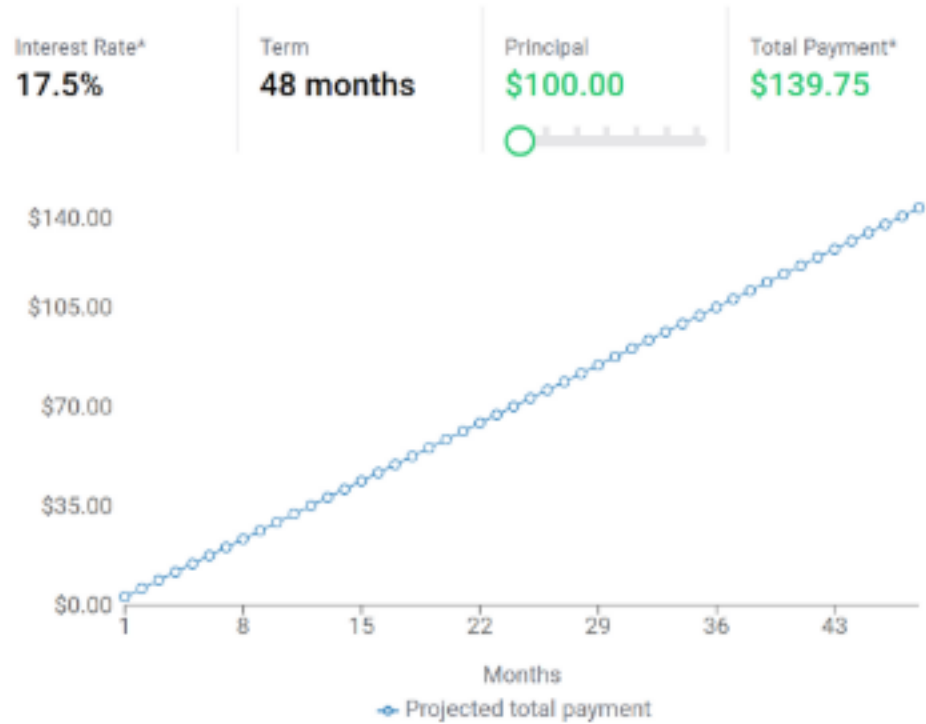 Interest Rate^
17.5%
Term
48 months
Principal
$100.00
Total Payment*
$139.75
$140.00
$105.00
$70.00
$35.00
$0.00
1 8 15 22 29 36 43
Months
Projected total payment